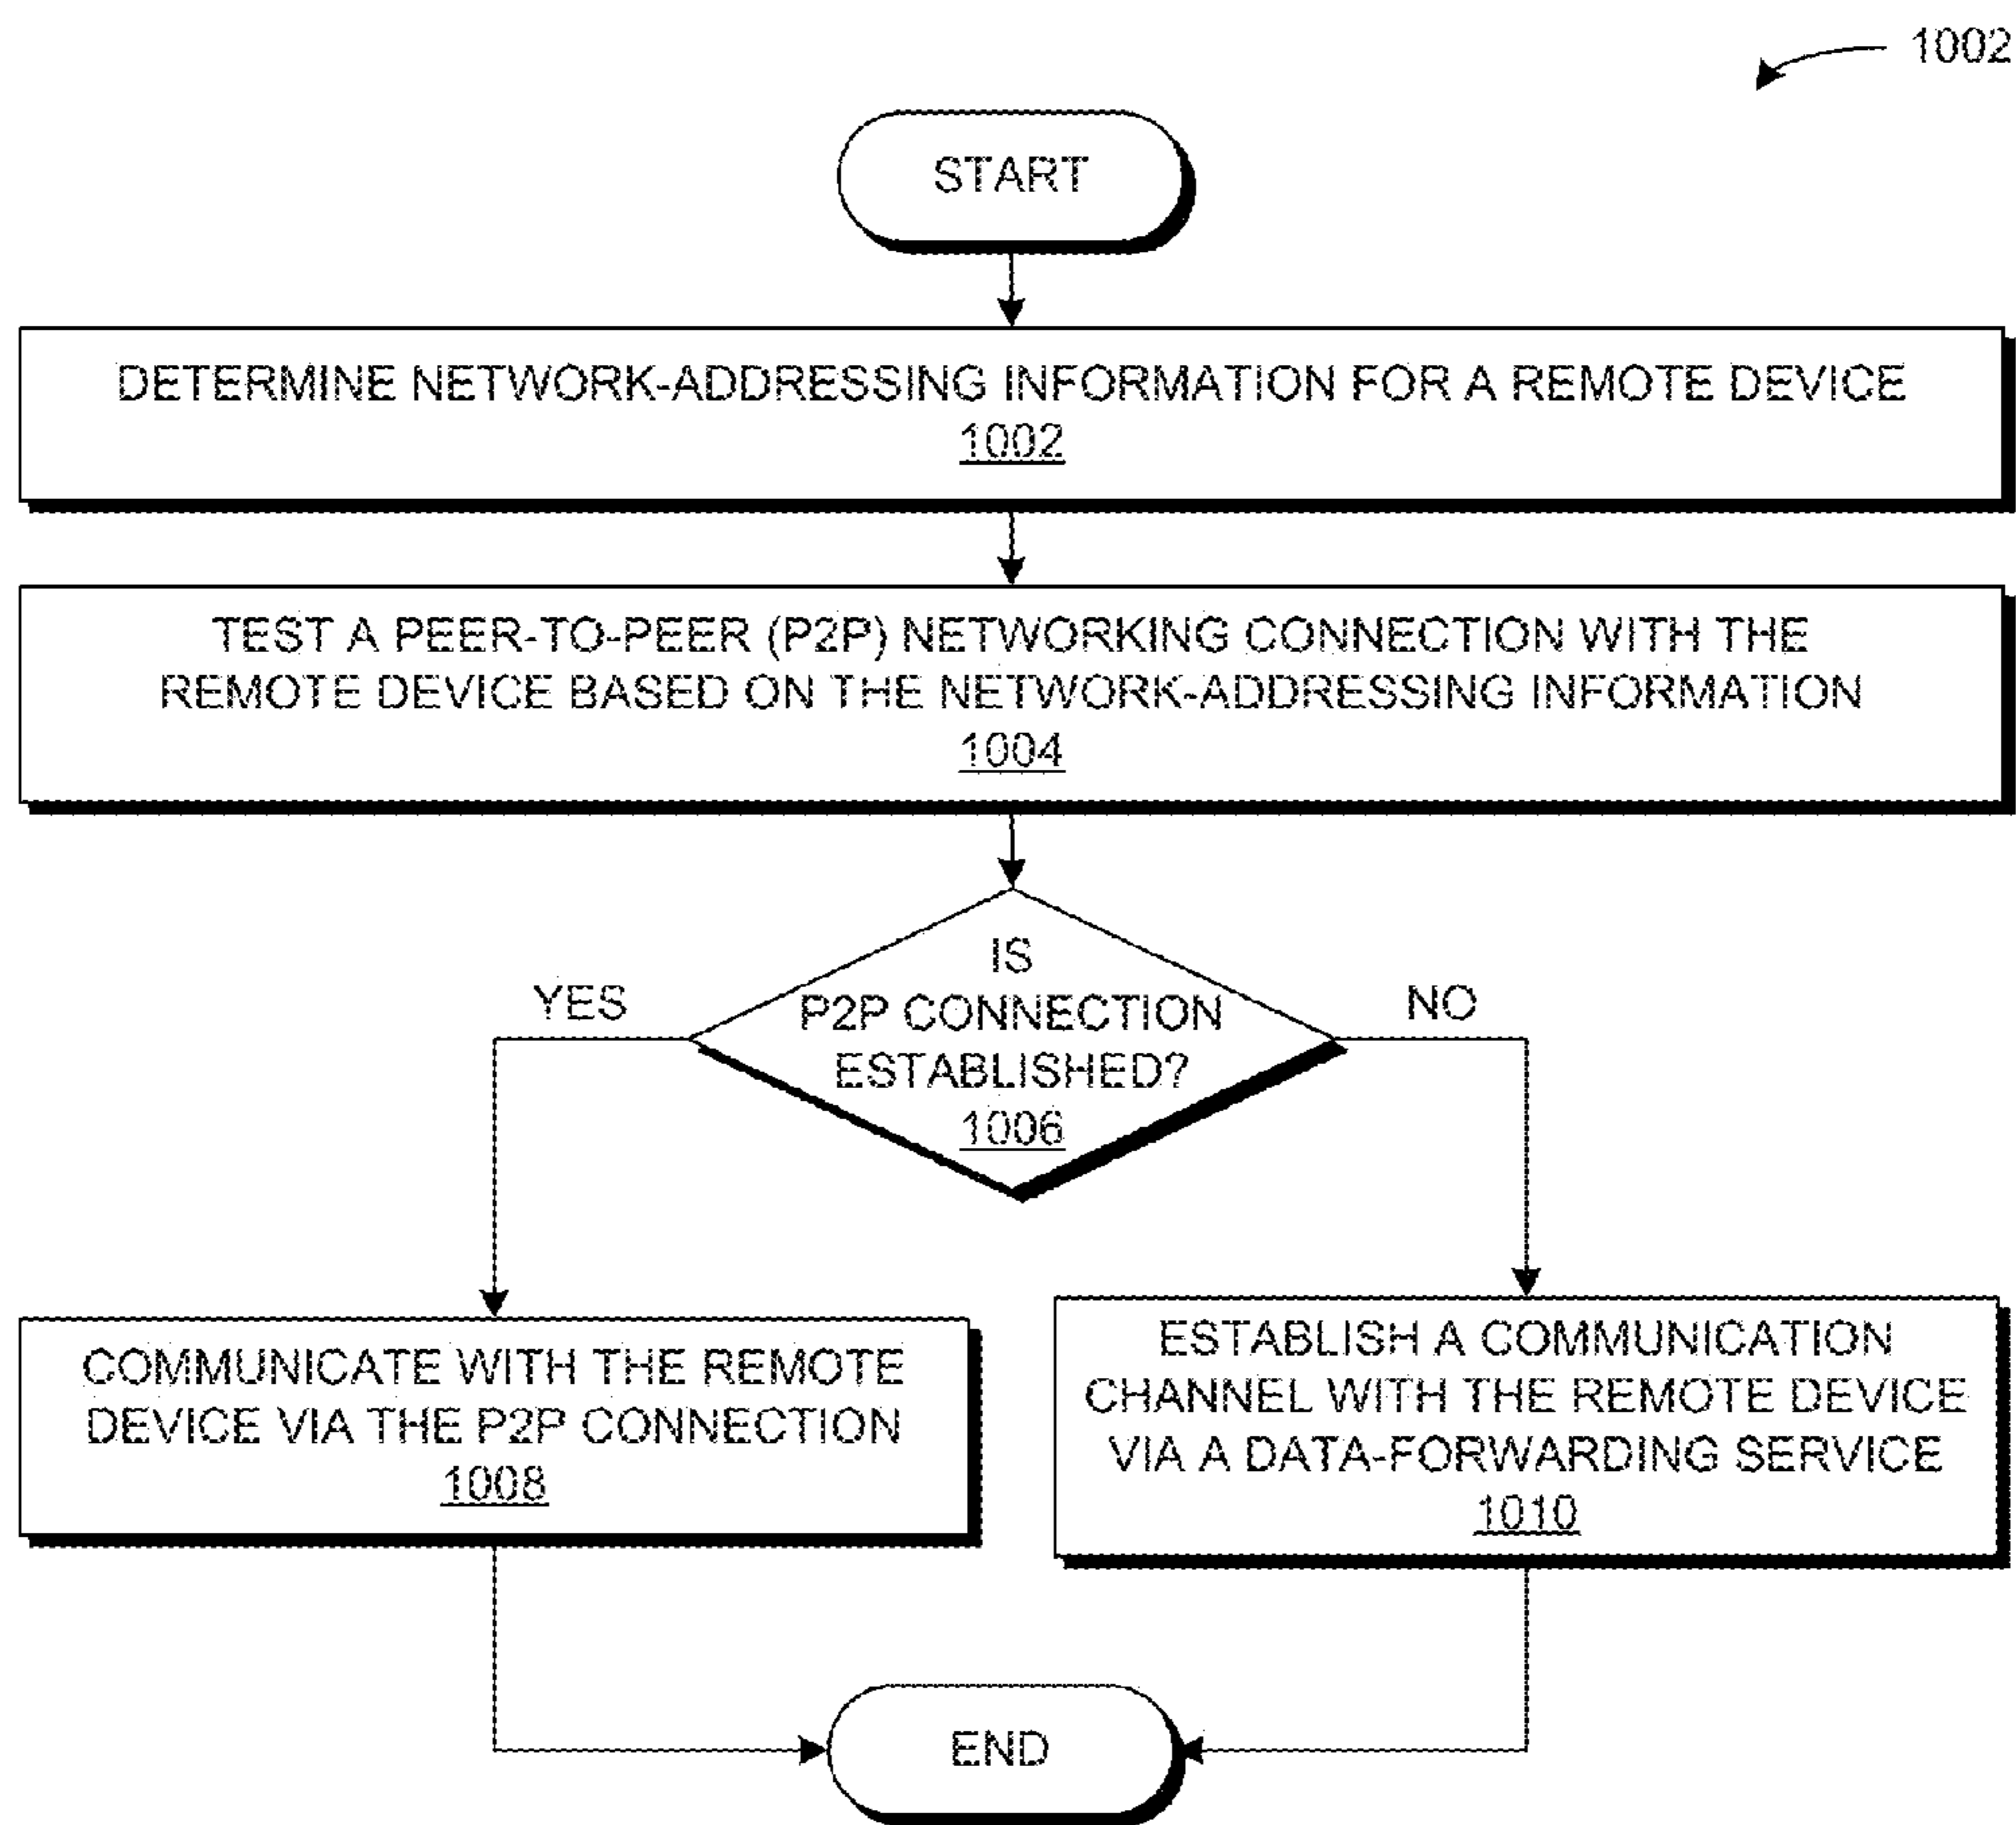 1002
START
DETERMINE NETWORK-ADDRESSING INFORMATION FOR A REMOTE DEVICE
1002
TEST A PEER-TO-PEER (P2P) NETWORKING CONNECTION WITH THE
REMOTE DEVICE BASED ON THE NETWORK-ADDRESSING INFORMATION
1004
IS
P2P CONNECTION
ESTABLISHED?
1006
YES
NO
COMMUNICATE WITH THE REMOTE
DEVICE VIA THE P2P CONNECTION
1008
ESTABLISH A COMMUNICATION
CHANNEL WITH THE REMOTE DEVICE
VIA A DATA-FORWARDING SERVICE
1010
END